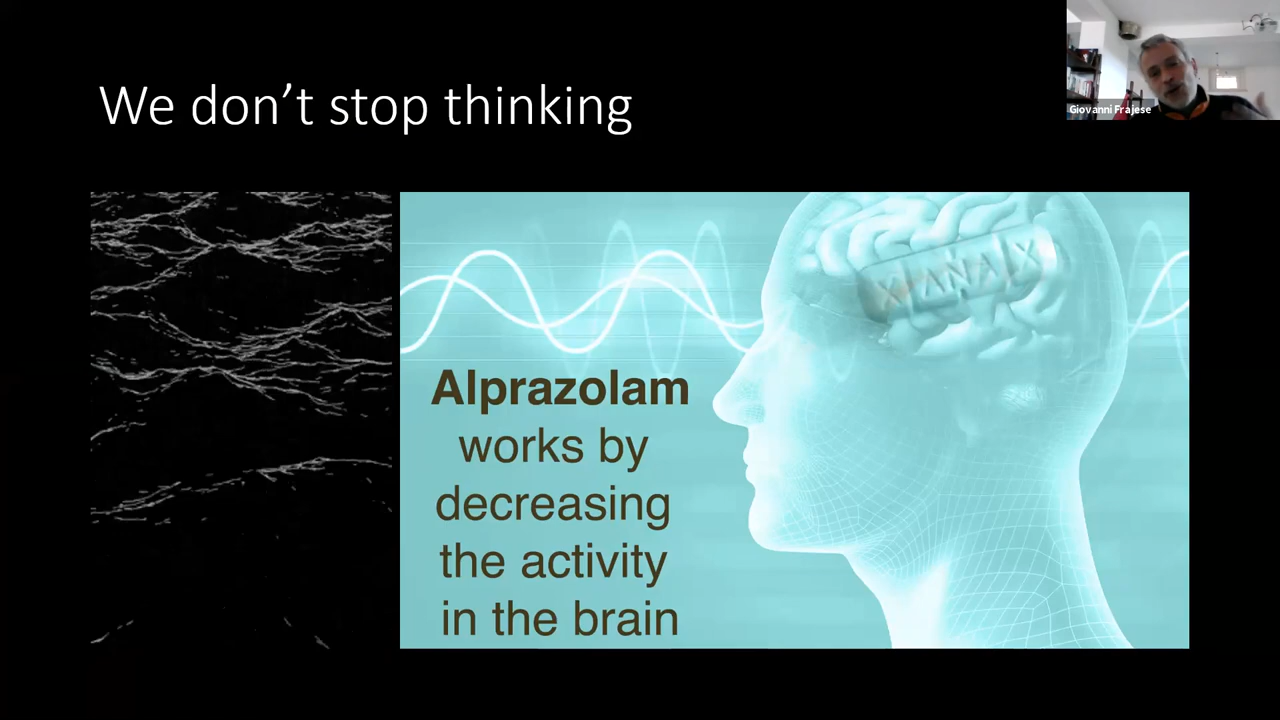 We don’t stop thinking
Giovanni Frajese
XANAX
Alprazolam
works by
decreasing
the activity
in the brain